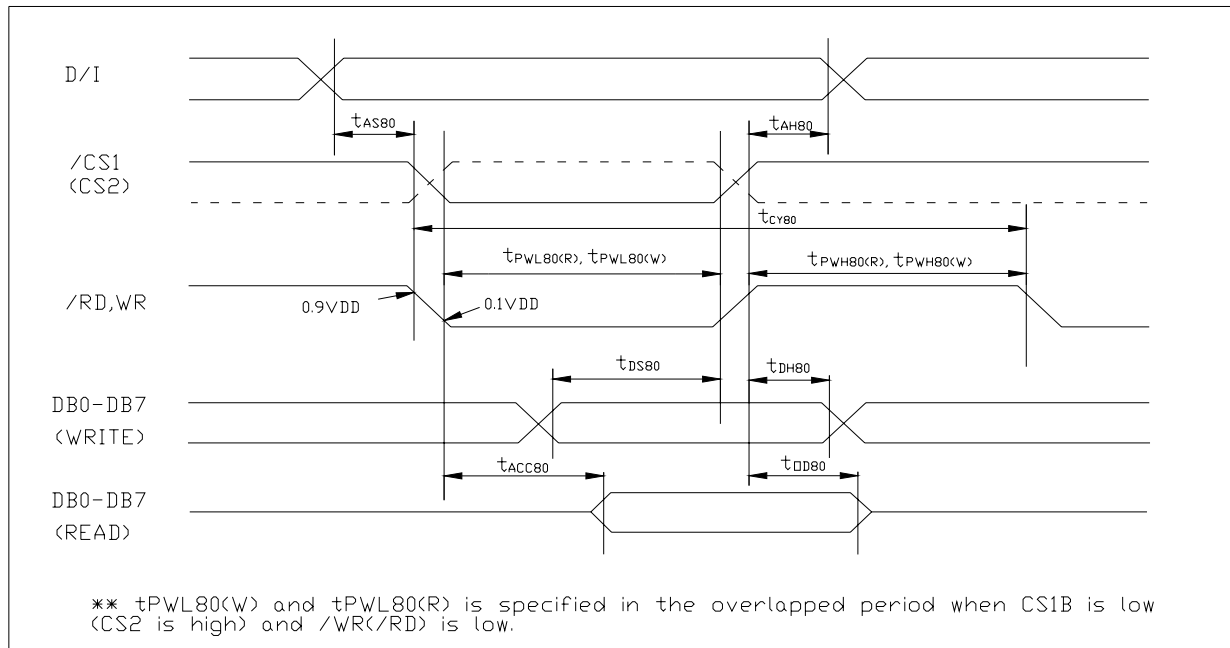 D/I
tAS80
tAH80
/CS1
(CS2)
tCY80
tPWL80(R), tPWL80(W)
tPWH80(R), tPWH80(W)
/RD,WR
0.9VDD
0.1VDD
tDS80
tDH80
DB0-DB7
(WRITE)
tACC80
tOD80
DB0-DB7
(READ)
** tPWL80(W) and tPWL80(R) is specified in the overlapped period when CS1B is low
(CS2 is high) and /WR(/RD) is low.